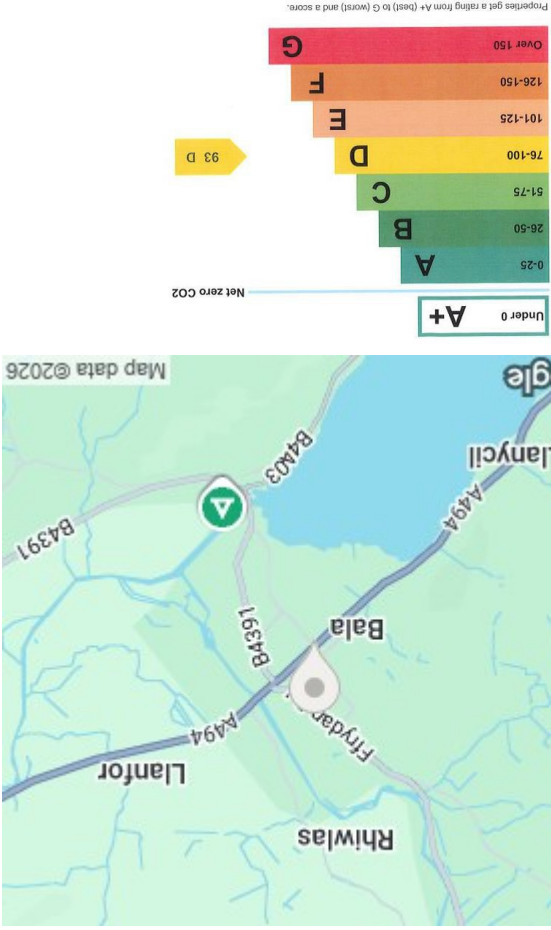 Rhiwlas
Llanfor
A494
Bala
B4391
B4391
A494
lanycil
B4403
gle
Map data ©2026
Under 0 A+
Net zero CO2
0-25 A
26-50 B
51-75 C
76-100 D 93 D
101-125 E
126-150 F
Over 150 G
Properties get a rating from A+ (best) to G (worst) and a score.